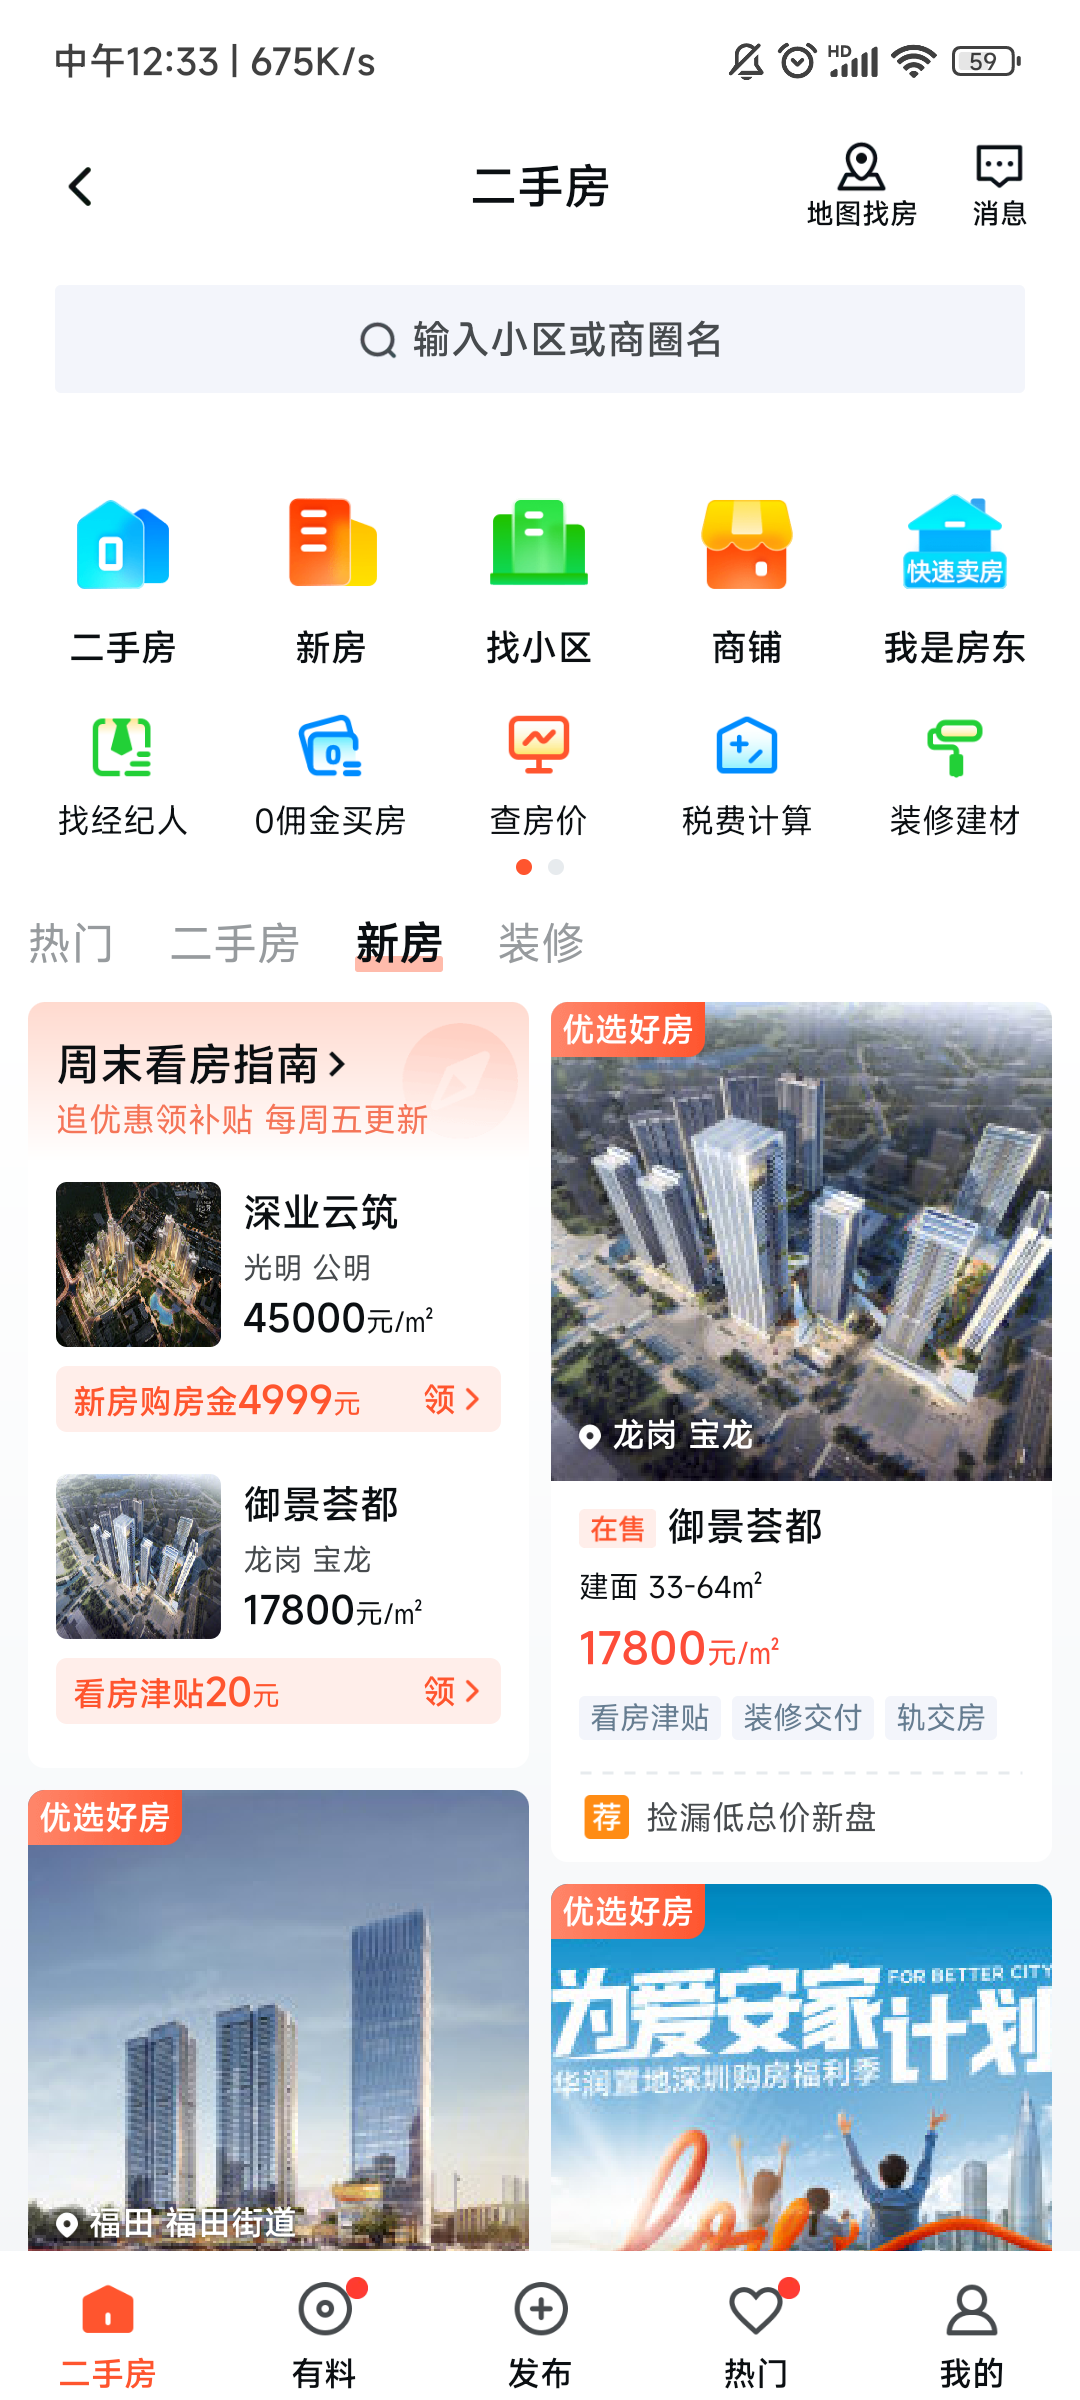 中午12:33 | 675K/s
HD
59
二手房
地图找房
消息
输入小区或商圈名
快速卖房
二手房
新房
找小区
商铺
我是房东
找经纪人
0佣金买房
查房价
税费计算
装修建材
热门
二手房
新房
装修
周末看房指南
追优惠领补贴 每周五更新
深业云筑
光明 公明
45000元/m²
新房购房金4999元
领
御景荟都
龙岗 宝龙
17800元/m²
看房津贴20元
领
优选好房
龙岗 宝龙
在售 御景荟都
建面 33-64m²
17800元/m²
看房津贴 装修交付 轨交房
荐 捡漏低总价新盘
优选好房
福田 福田街道
优选好房
为爱安家计划
FOR BETTER CITY
华润置地深圳购房福利季
二手房
有料
发布
热门
我的